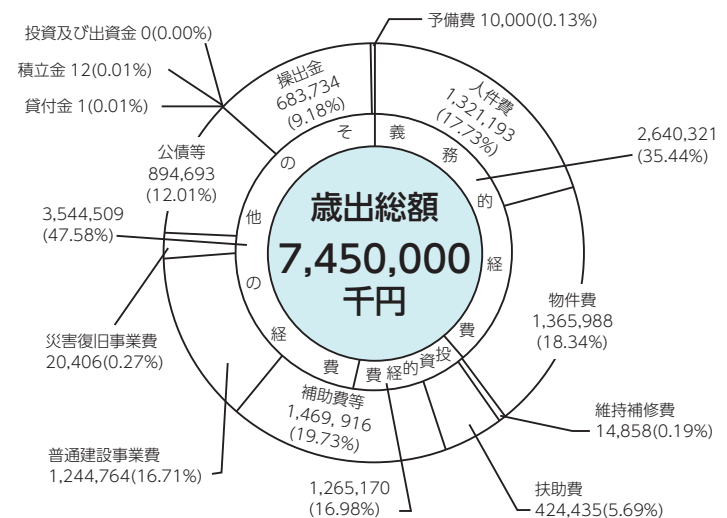 歳出総額
7,450,000
千円
義務的経費
2,640,321
(35.44%)
投資的経費
1,265,170
(16.98%)
その他の経費
3,544,509
(47.58%)
予備費 10,000(0.13%)
人件費
1,321,193
(17.73%)
物件費
1,365,988
(18.34%)
維持補修費
14,858(0.19%)
扶助費
424,435(5.69%)
補助費等
1,469, 916
(19.73%)
普通建設事業費
1,244,764(16.71%)
災害復旧事業費
20,406(0.27%)
公債等
894,693
(12.01%)
貸付金 1(0.01%)
積立金 12(0.01%)
投資及び出資金 0(0.00%)
操出金
683,734
(9.18%)